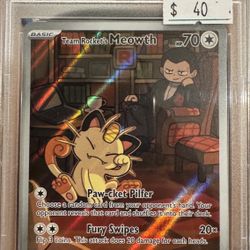 $ 40
BASIC
Team Rocket's Meowth HP70
Paw-cket Pilfer
Choose a random card from your opponent's hand. Your
opponent reveals that card and shuffles it into their deck.
Fury Swipes 20×
Flip 3 coins. This attack does 20 damage for each heads.